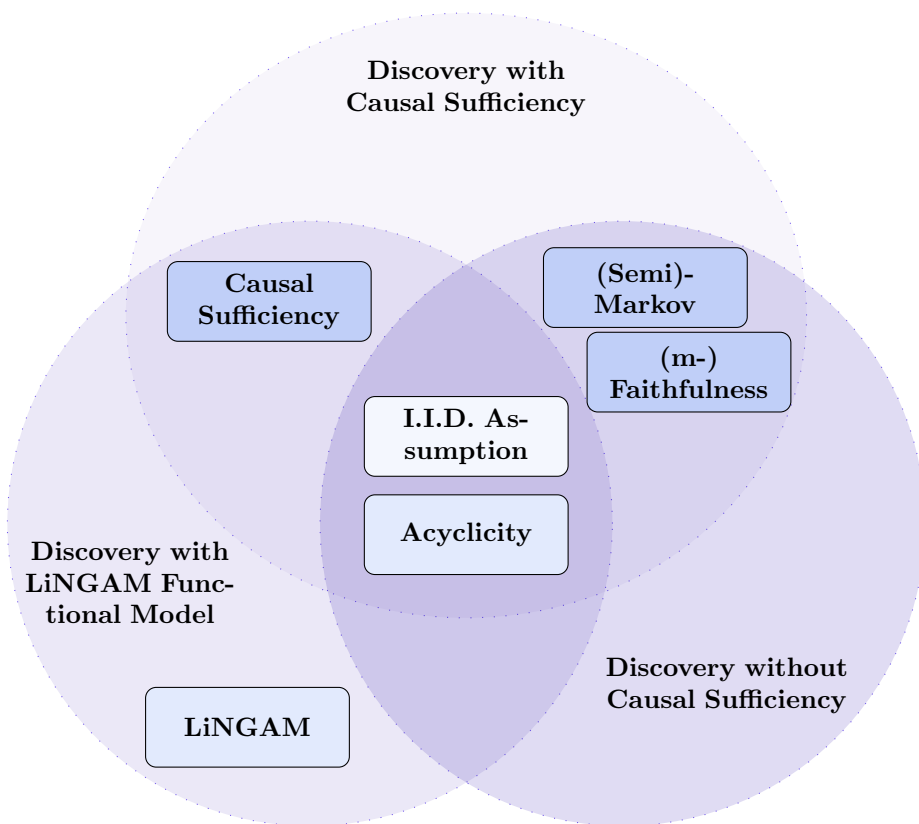 Discovery with
Causal Sufficiency
Causal
Sufficiency
(Semi)-
Markov
(m-)
Faithfulness
I.I.D. As-
sumption
Acyclicity
Discovery with
LiNGAM Func-
tional Model
Discovery without
Causal Sufficiency
LiNGAM